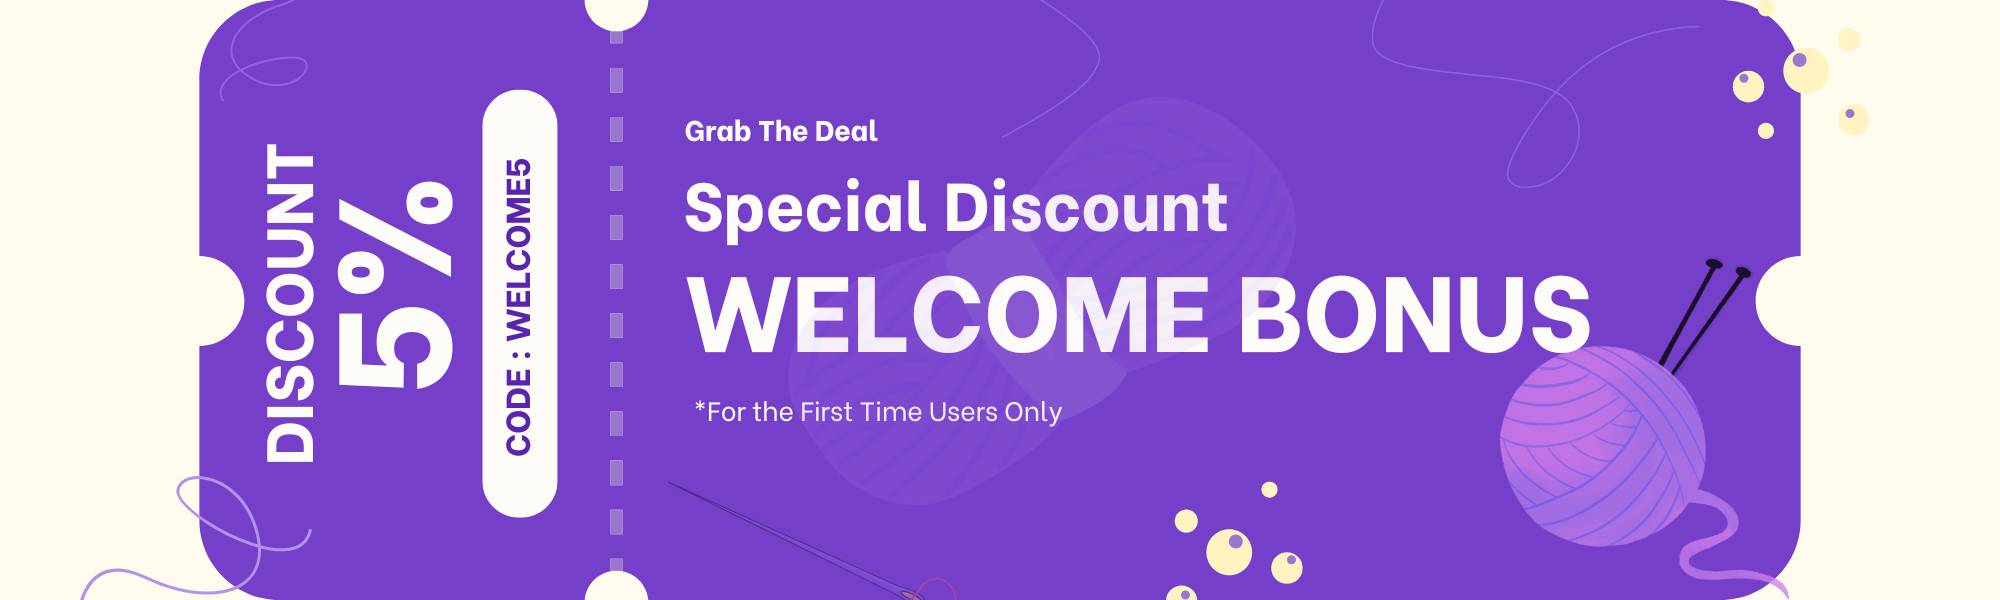 DISCOUNT
5%
CODE : WELCOME5
Grab The Deal
Special Discount
WELCOME BONUS
*For the First Time Users Only